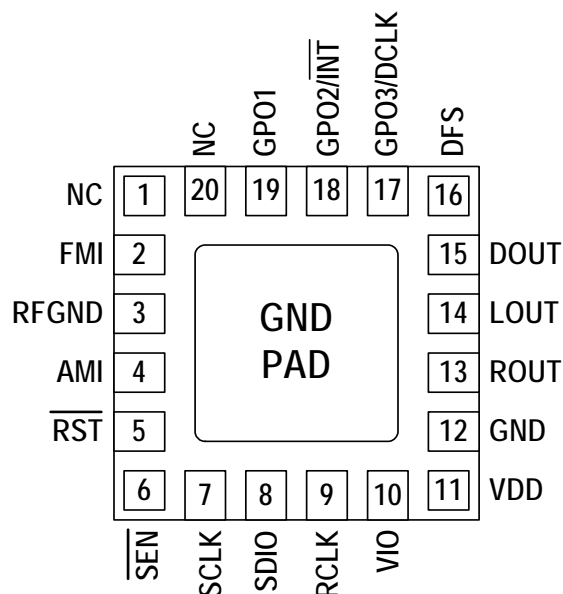 NC
GPO1
GPO2/INT
GPO3/DCLK
DFS
NC 1 20 19 18 17 16
FMI 2 15 DOUT
RFGND 3 GND 14 LOUT
AMI 4 PAD 13 ROUT
RST 5 12 GND
6 7 8 9 10 11 VDD
SEN
SCLK
SDIO
RCLK
VIO